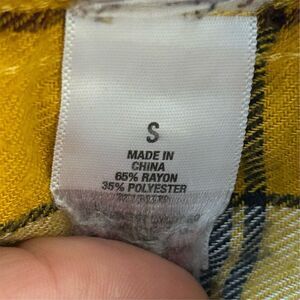 S
MADE IN
CHINA
65% RAYON
35% POLYESTER